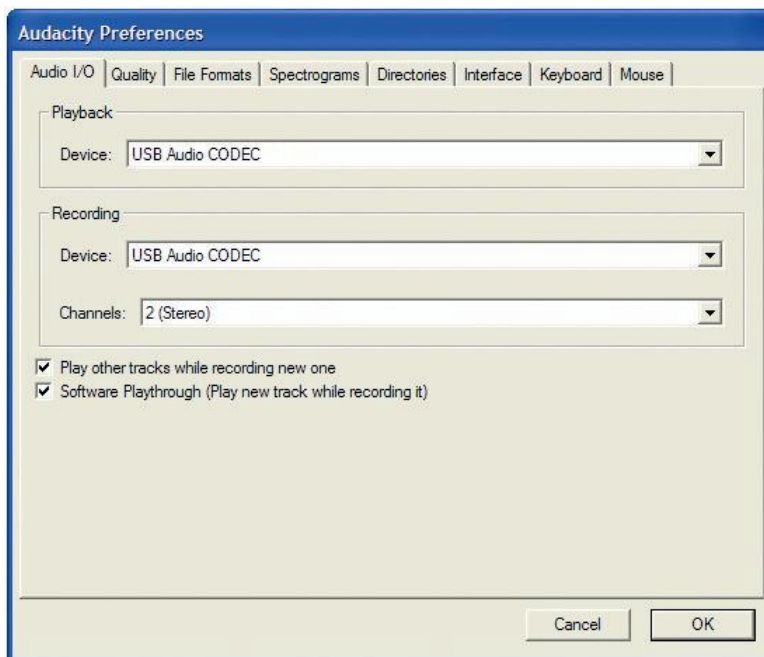 Audacity Preferences
Audio I/O Quality File Formats Spectrograms Directories Interface Keyboard Mouse
Playback
Device: USB Audio CODEC
Recording
Device: USB Audio CODEC
Channels: 2 (Stereo)
Play other tracks while recording new one
Software Playthrough (Play new track while recording it)
Cancel OK